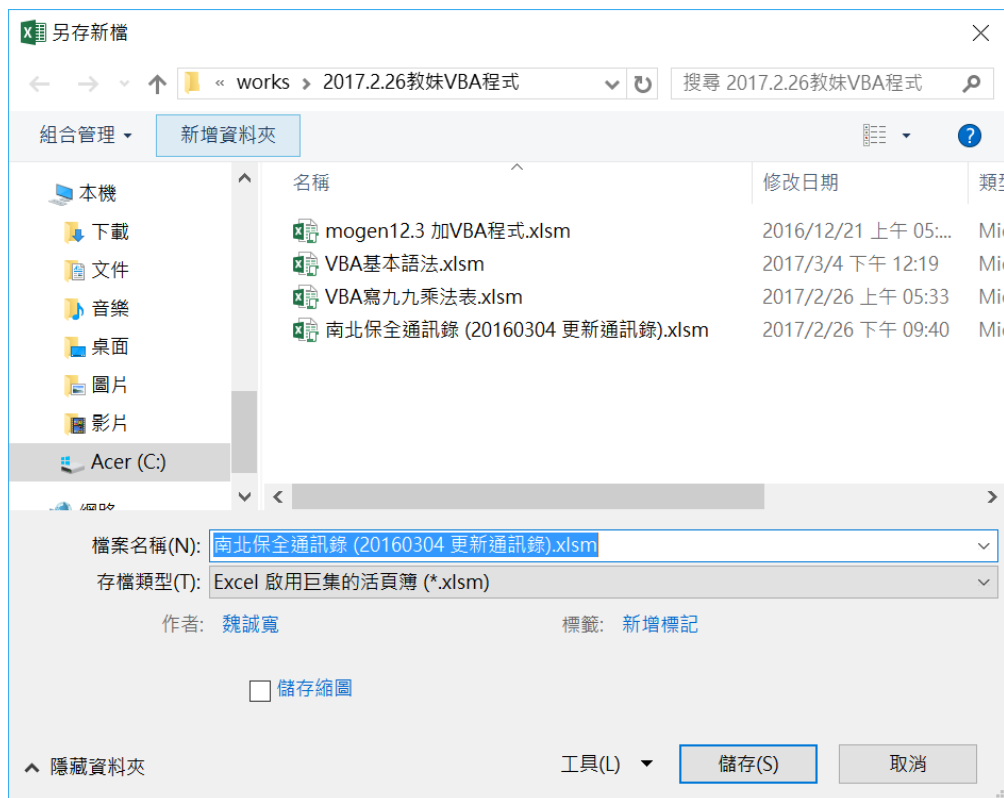 另存新檔
« works › 2017.2.26教妹VBA程式
搜尋 2017.2.26教妹VBA程式
組合管理
新增資料夾
?
名稱
修改日期
類型
本機
下載
文件
音樂
桌面
圖片
影片
Acer (C:)
網路
mogen12.3 加VBA程式.xlsm 2016/12/21 上午 05:... Mic
VBA基本語法.xlsm 2017/3/4 下午 12:19 Mic
VBA寫九九乘法表.xlsm 2017/2/26 上午 05:33 Mic
南北保全通訊錄 (20160304 更新通訊錄).xlsm 2017/2/26 下午 09:40 Mic
檔案名稱(N): 南北保全通訊錄 (20160304 更新通訊錄).xlsm
存檔類型(T): Excel 啟用巨集的活頁簿 (*.xlsm)
作者: 魏誠寬 標籤: 新增標記
儲存縮圖
隱藏資料夾
工具(L)
儲存(S)
取消